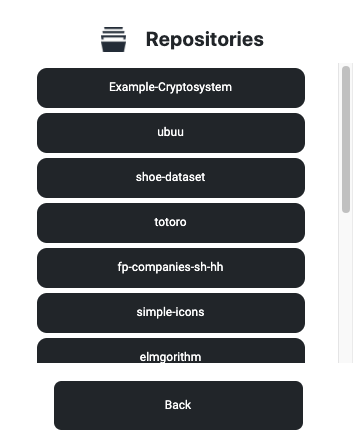 Repositories
Example-Cryptosystem
ubuu
shoe-dataset
totoro
fp-companies-sh-hh
simple-icons
elmgorithm
Back